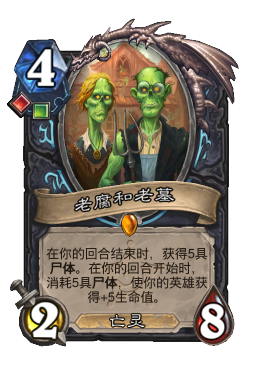 4
老腐和老墓
在你的回合结束时，获得5具
尸体。在你的回合开始时，
消耗5具尸体，使你的英雄获
得+5生命值。
2
亡灵
8